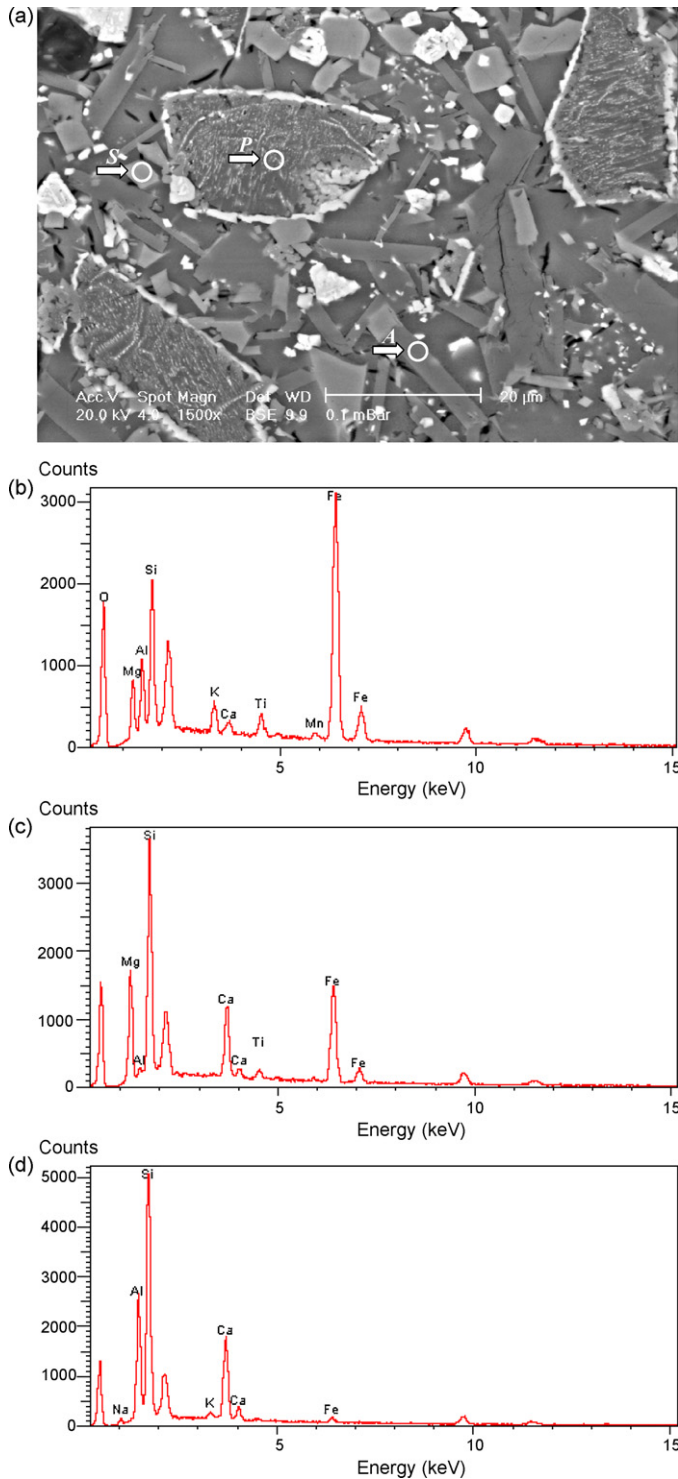 (a)
S
P
A
Acc.V Spot Magn Det WD 20 µm
20.0 kV 4.0 1500x BSE 9.9 0.1 mBar
(b)
Counts
3000
2000
1000
0
O
Mg
Al
Si
K
Ca
Ti
Mn
Fe
Fe
5 10 15
Energy (keV)
(c)
Counts
3000
2000
1000
0
Mg
Al
Si
Ca
Ca
Ti
Fe
Fe
5 10 15
Energy (keV)
(d)
Counts
5000
4000
3000
2000
1000
0
Na
Al
Si
K
Ca
Ca
Fe
5 10 15
Energy (keV)